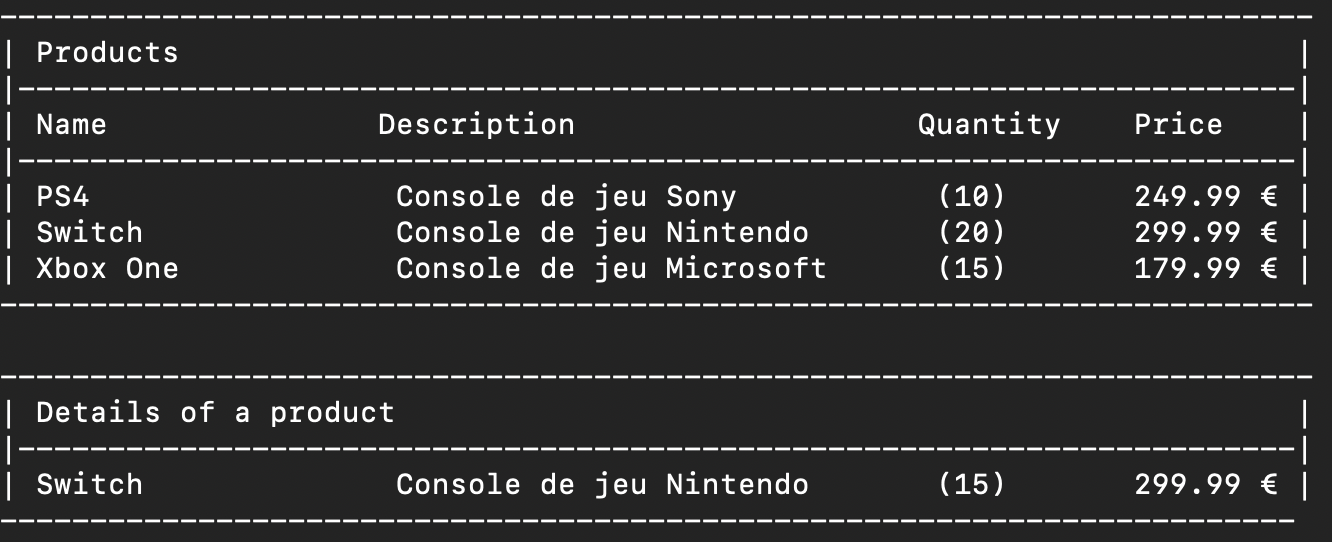 Products
Name Description Quantity Price
PS4 Console de jeu Sony (10) 249.99 €
Switch Console de jeu Nintendo (20) 299.99 €
Xbox One Console de jeu Microsoft (15) 179.99 €
Details of a product
Switch Console de jeu Nintendo (15) 299.99 €